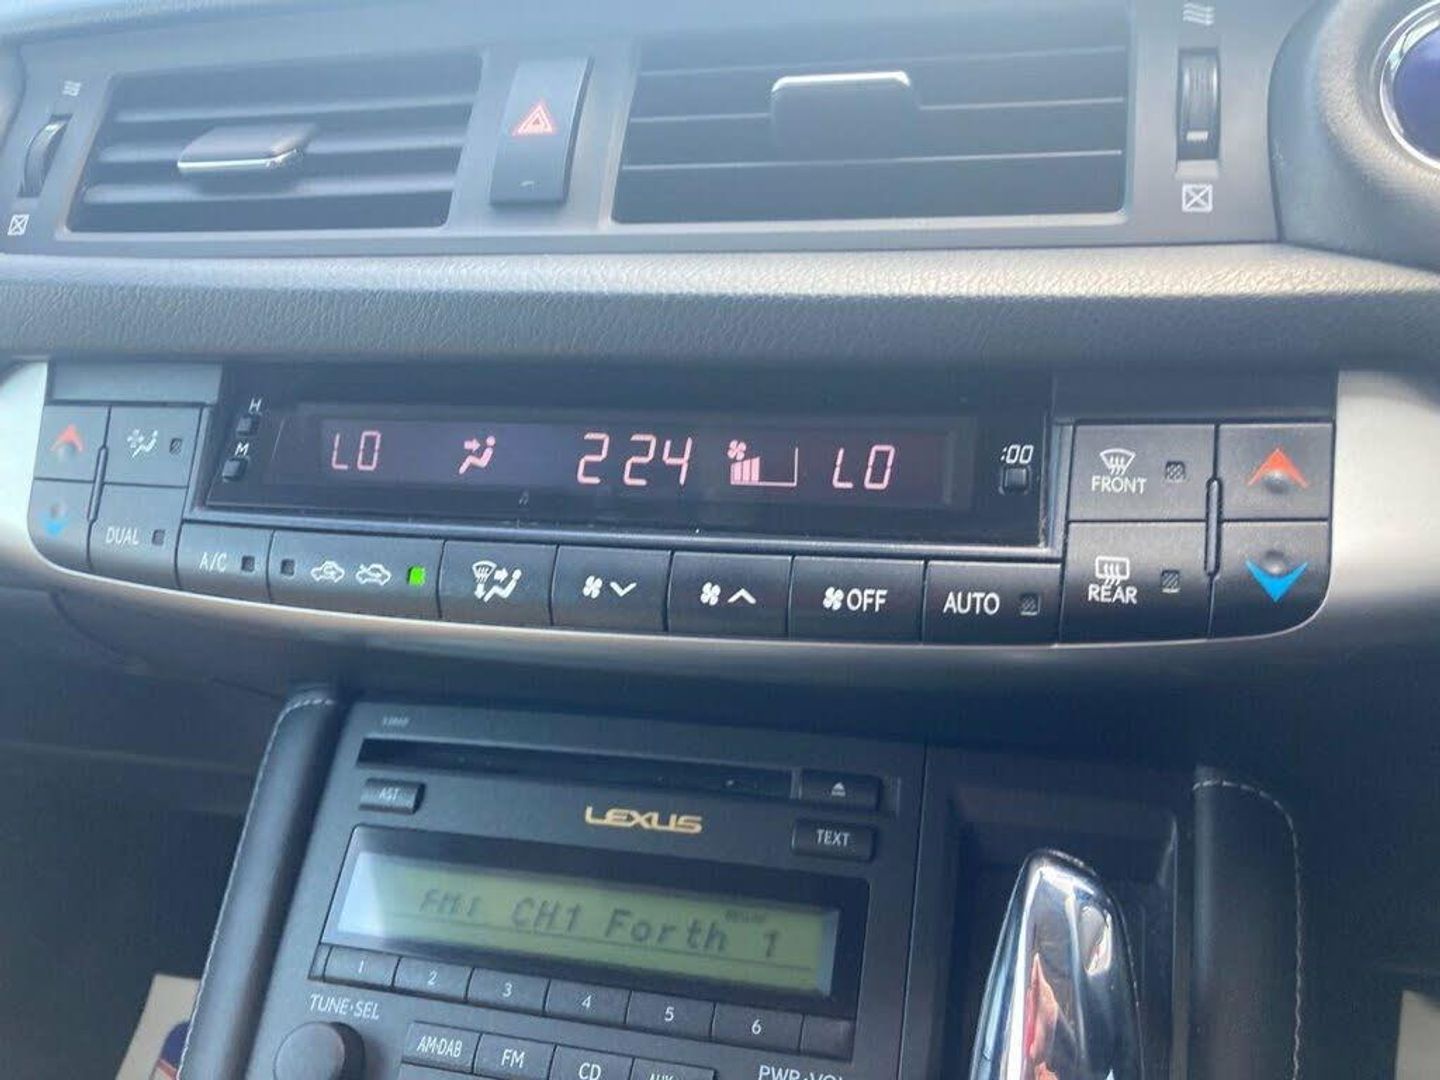 H
M
LO 224 LO
:00
FRONT
DUAL
A/C
OFF
AUTO
REAR
AST
LEXUS
TEXT
FM1 CH1 Forth 1
1 2 3 4 5 6
TUNE·SEL
AM·DAB FM CD